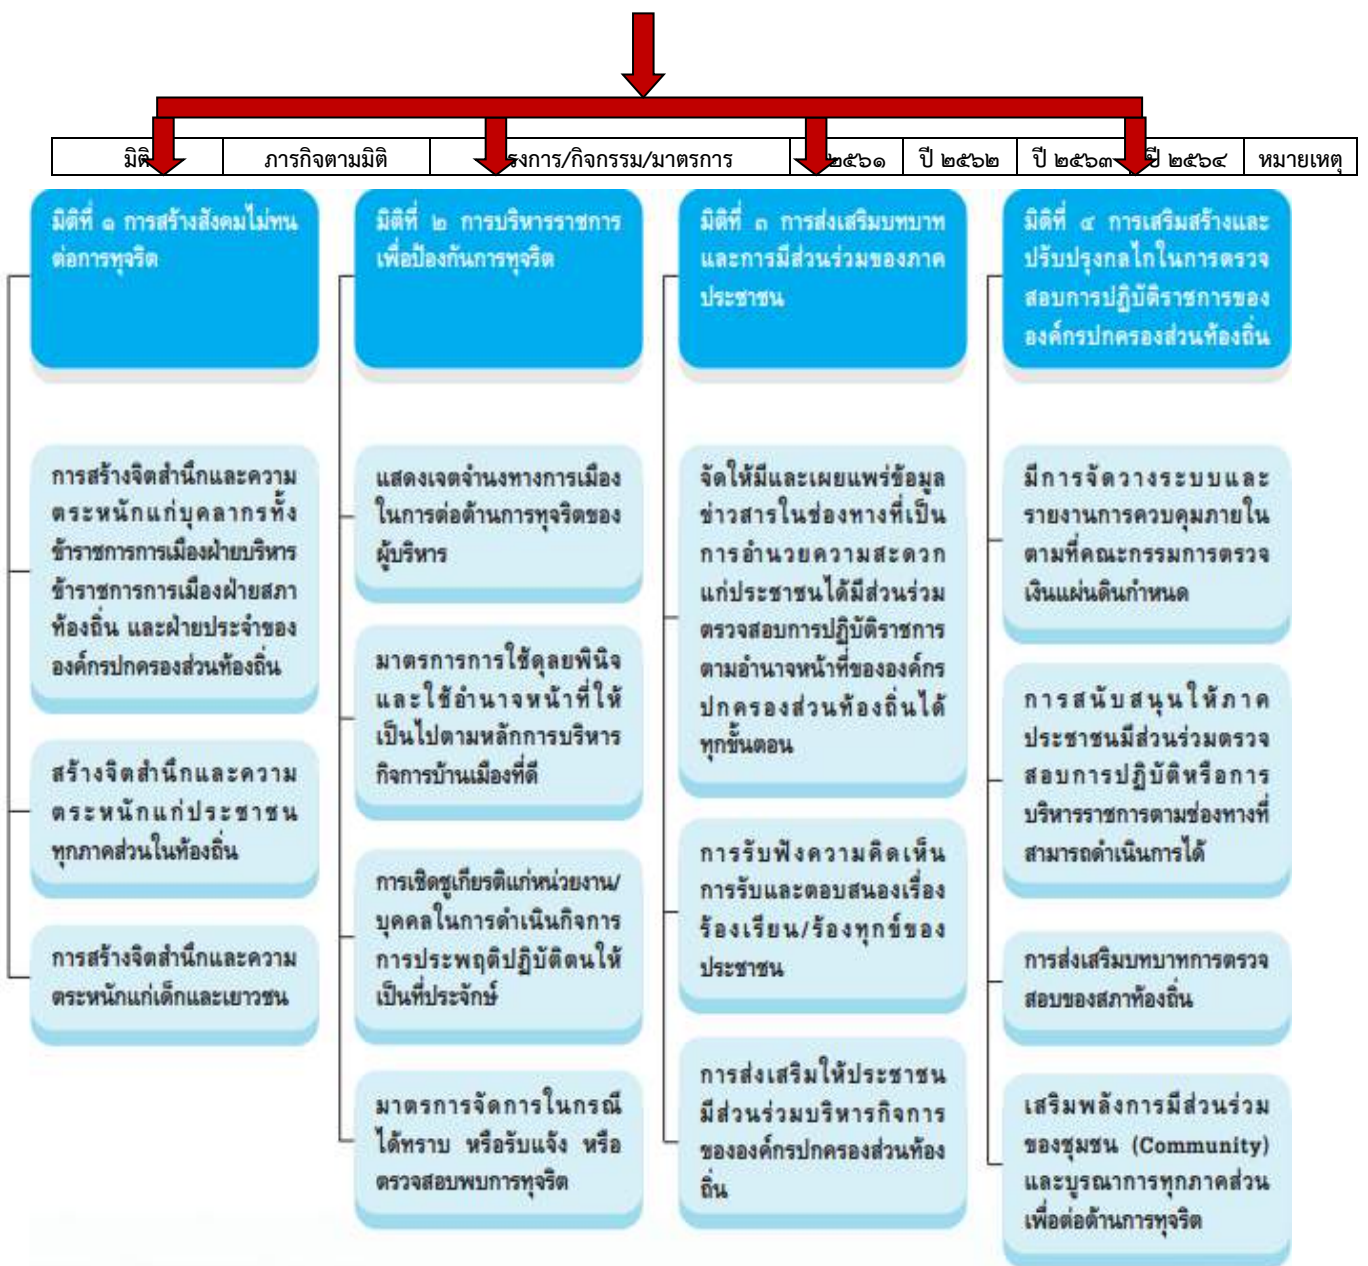 มิติ ภารกิจตามมิติ โครงการ/กิจกรรม/มาตรการ ๒๕๖๑ ปี ๒๕๖๒ ปี ๒๕๖๓ ปี ๒๕๖๔ หมายเหตุ
มิติที่ ๑ การสร้างสังคมไม่ทน
ต่อการทุจริต
การสร้างจิตสำนึกและความ
ตระหนักแก่บุคลากรทั้ง
ข้าราชการการเมืองฝ่ายบริหาร
ข้าราชการการเมืองฝ่ายสภา
ท้องถิ่น และฝ่ายประจำของ
องค์กรปกครองส่วนท้องถิ่น
สร้างจิตสำนึกและความ
ตระหนักแก่ประชาชน
ทุกภาคส่วนในท้องถิ่น
การสร้างจิตสำนึกและความ
ตระหนักแก่เด็กและเยาวชน
มิติที่ ๒ การบริหารราชการ
เพื่อป้องกันการทุจริต
แสดงเจตจำนงทางการเมือง
ในการต่อต้านการทุจริตของ
ผู้บริหาร
มาตรการการใช้ดุลยพินิจ
และใช้อำนาจหน้าที่ให้
เป็นไปตามหลักการบริหาร
กิจการบ้านเมืองที่ดี
การเชิดชูเกียรติแก่หน่วยงาน/
บุคคลในการดำเนินกิจการ
การประพฤติปฏิบัติตนให้
เป็นที่ประจักษ์
มาตรการจัดการในกรณี
ได้ทราบ หรือรับแจ้ง หรือ
ตรวจสอบพบการทุจริต
มิติที่ ๓ การส่งเสริมบทบาท
และการมีส่วนร่วมของภาค
ประชาชน
จัดให้มีและเผยแพร่ข้อมูล
ข่าวสารในช่องทางที่เป็น
การอำนวยความสะดวก
แก่ประชาชนได้มีส่วนร่วม
ตรวจสอบการปฏิบัติราชการ
ตามอำนาจหน้าที่ขององค์กร
ปกครองส่วนท้องถิ่นได้
ทุกขั้นตอน
การรับฟังความคิดเห็น
การรับและตอบสนองเรื่อง
ร้องเรียน/ร้องทุกข์ของ
ประชาชน
การส่งเสริมให้ประชาชน
มีส่วนร่วมบริหารกิจการ
ขององค์กรปกครองส่วนท้อง
ถิ่น
มิติที่ ๔ การเสริมสร้างและ
ปรับปรุงกลไกในการตรวจ
สอบการปฏิบัติราชการของ
องค์กรปกครองส่วนท้องถิ่น
มีการจัดวางระบบและ
รายงานการควบคุมภายใน
ตามที่คณะกรรมการตรวจ
เงินแผ่นดินกำหนด
การสนับสนุนให้ภาค
ประชาชนมีส่วนร่วมตรวจ
สอบการปฏิบัติหรือการ
บริหารราชการตามช่องทางที่
สามารถดำเนินการได้
การส่งเสริมบทบาทการตรวจ
สอบของสภาท้องถิ่น
เสริมพลังการมีส่วนร่วม
ของชุมชน (Community)
และบูรณาการทุกภาคส่วน
เพื่อต่อต้านการทุจริต